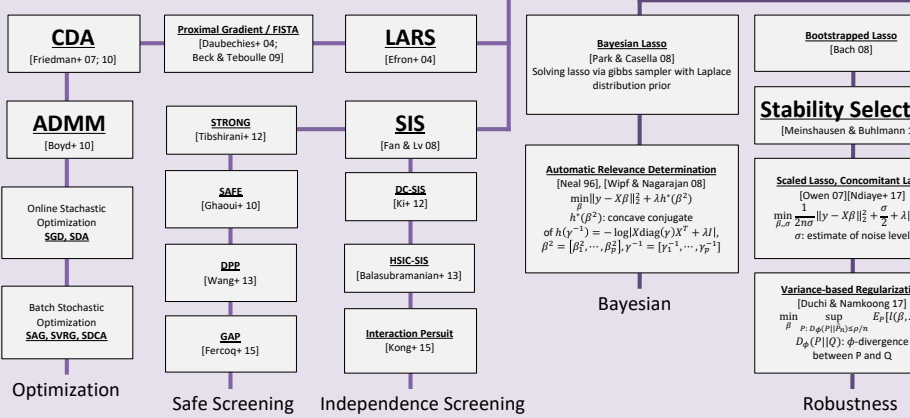 CDA
[Friedman+ 07; 10]
Proximal Gradient / FISTA
[Daubechies+ 04;
Beck & Teboulle 09]
LARS
[Efron+ 04]
ADMM
[Boyd+ 10]
STRONG
[Tibshirani+ 12]
SIS
[Fan & Lv 08]
Online Stachastic
Optimization
SGD, SDA
SAFE
[Ghaoui+ 10]
DC-SIS
[Ki+ 12]
DPP
[Wang+ 13]
HSIC-SIS
[Balasubramanian+ 13]
Batch Stochastic
Optimization
SAG, SVRG, SDCA
GAP
[Fercoq+ 15]
Interaction Persuit
[Kong+ 15]
Optimization
Safe Screening
Independence Screening
Bayesian Lasso
[Park & Casella 08]
Solving lasso via gibbs sampler with Laplace
distribution prior
Automatic Relevance Determination
[Neal 96], [Wipf & Nagarajan 08]
min_β ||y − Xβ||₂² + λh*(β²)
h*(β²): concave conjugate
of h(γ⁻¹) = −log|Xdiag(γ)Xᵀ + λI|,
β² = [β₁², ⋯, βₚ²], γ⁻¹ = [γ₁⁻¹, ⋯, γₚ⁻¹]
Bayesian
Bootstrapped Lasso
[Bach 08]
Stability Select
[Meinshausen & Buhlmann 1
Scaled Lasso, Concomitant La
[Owen 07][Ndiaye+ 17]
min_β,σ 1/2nσ ||y − Xβ||₂² + σ/2 + λ|
σ: estimate of noise level
Variance-based Regularizati
[Duchi & Namkoong 17]
min_β sup_P: D_ϕ(P||P̂ₙ)≤ρ/n E_P[l(β,
D_ϕ(P||Q): ϕ-divergence
between P and Q
Robustness